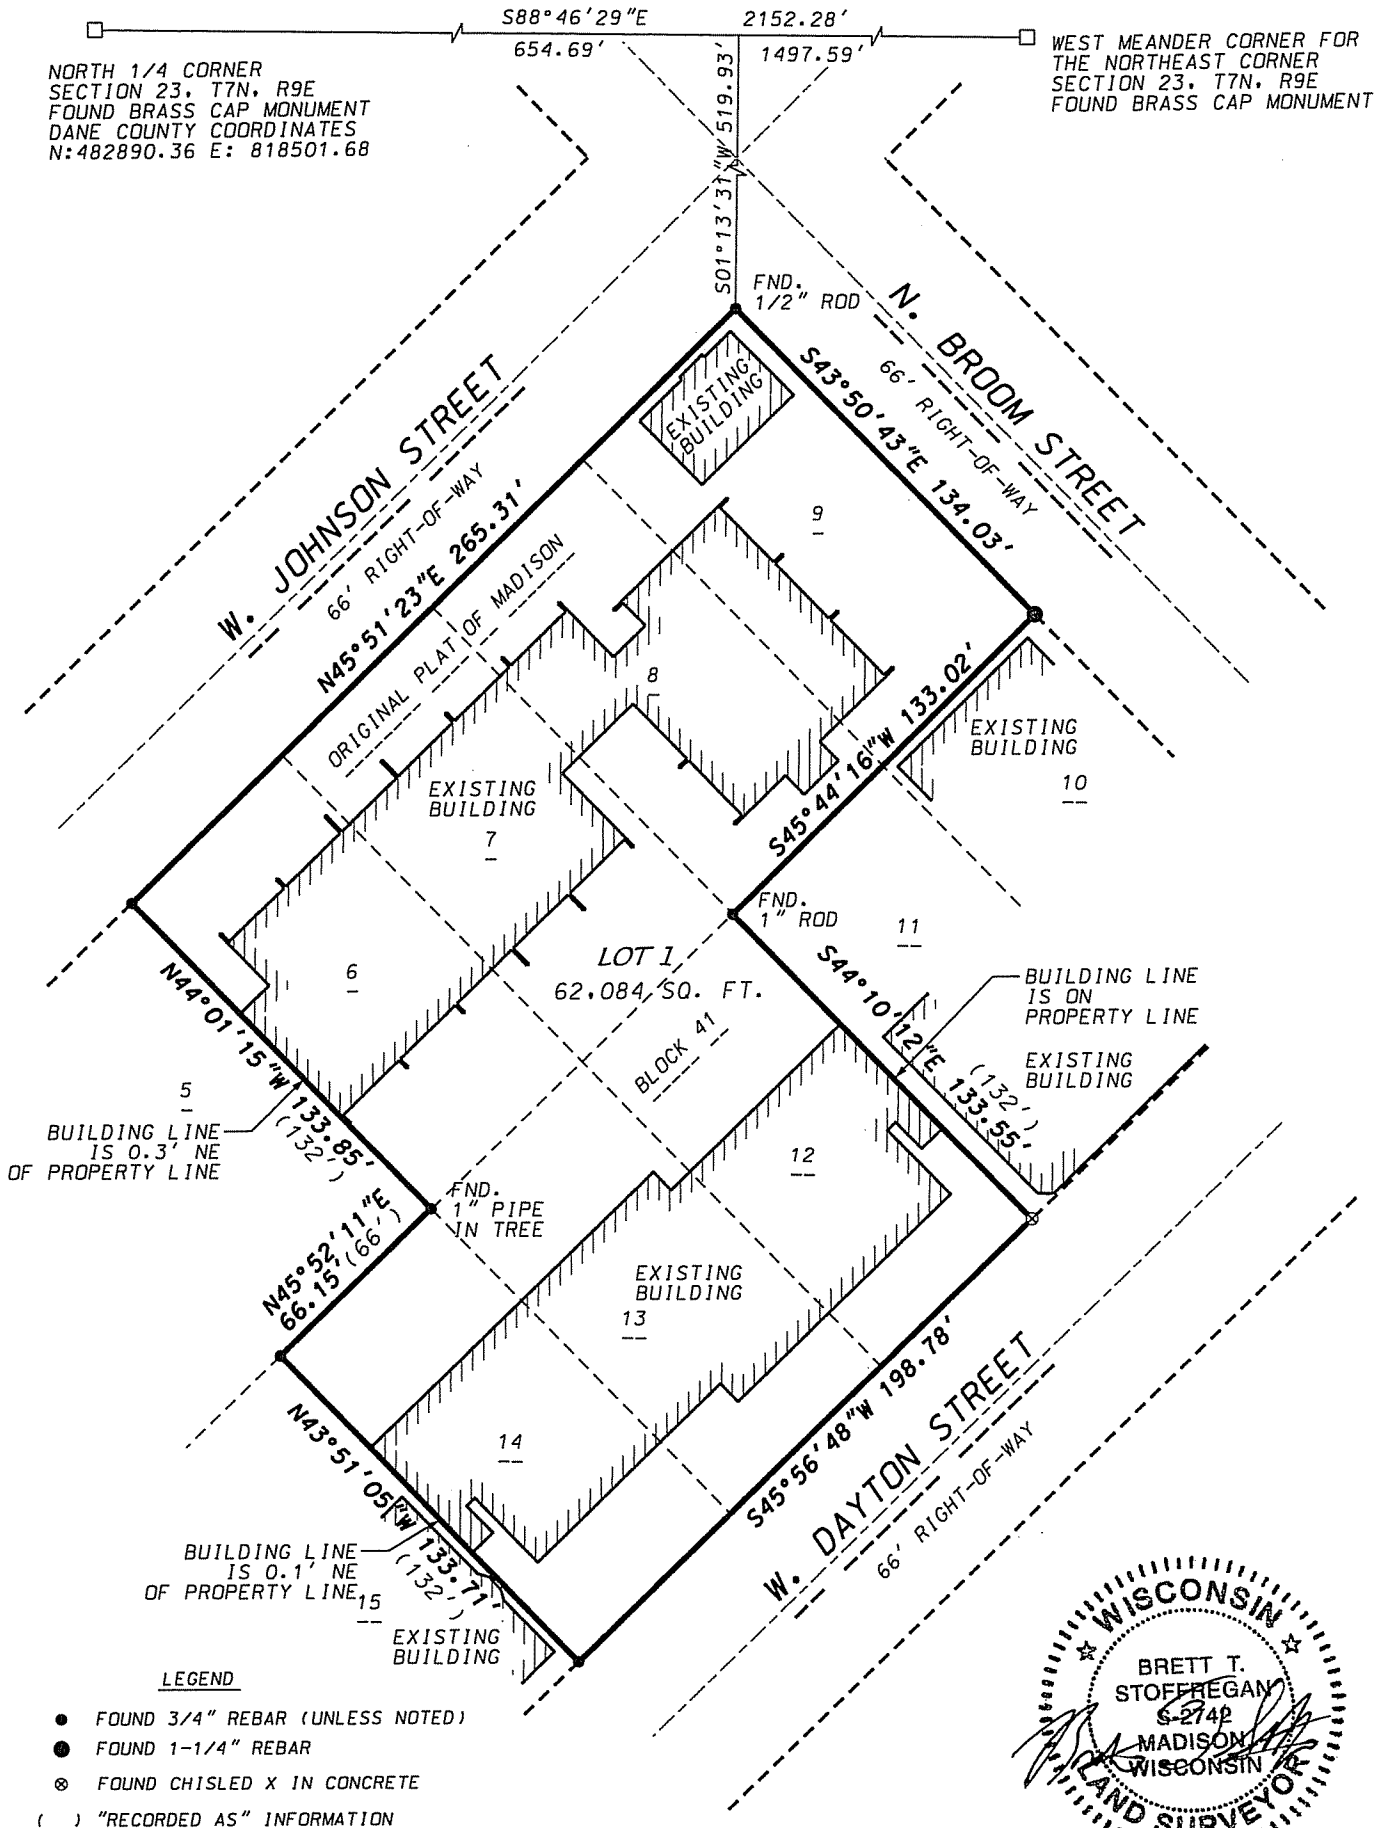 S88°46'29"E 2152.28'
654.69' 1497.59'
NORTH 1/4 CORNER
SECTION 23, T7N, R9E
FOUND BRASS CAP MONUMENT
DANE COUNTY COORDINATES
N:482890.36 E: 818501.68
WEST MEANDER CORNER FOR
THE NORTHEAST CORNER
SECTION 23, T7N, R9E
FOUND BRASS CAP MONUMENT
S01°13'31"W 519.93'
FND.
1/2" ROD
N. BROOM STREET
66' RIGHT-OF-WAY
S43°50'43"E 134.03'
EXISTING
BUILDING
W. JOHNSON STREET
66' RIGHT-OF-WAY
N45°51'23"E 265.31'
ORIGINAL PLAT OF MADISON
9
8
S45°44'16"W 133.02'
EXISTING
BUILDING
10
EXISTING
BUILDING
7
FND.
1" ROD
11
6
LOT 1
62,084 SQ. FT.
BLOCK 41
N44°01'15"W 133.85'
(132')
5
BUILDING LINE
IS 0.3' NE
OF PROPERTY LINE
S44°10'12"E 133.55'
(132')
BUILDING LINE
IS ON
PROPERTY LINE
EXISTING
BUILDING
12
FND.
1" PIPE
IN TREE
N45°52'11"E
66.15' (66')
EXISTING
BUILDING
13
14
S45°56'48"W 198.78'
W. DAYTON STREET
66' RIGHT-OF-WAY
N43°51'05"W 133.71'
(132')
BUILDING LINE
IS 0.1' NE
OF PROPERTY LINE
15
EXISTING
BUILDING
LEGEND
FOUND 3/4" REBAR (UNLESS NOTED)
FOUND 1-1/4" REBAR
FOUND CHISLED X IN CONCRETE
( ) "RECORDED AS" INFORMATION
WISCONSIN
BRETT T.
STOFFREGAN
S-2742
MADISON,
WISCONSIN
LAND SURVEYOR